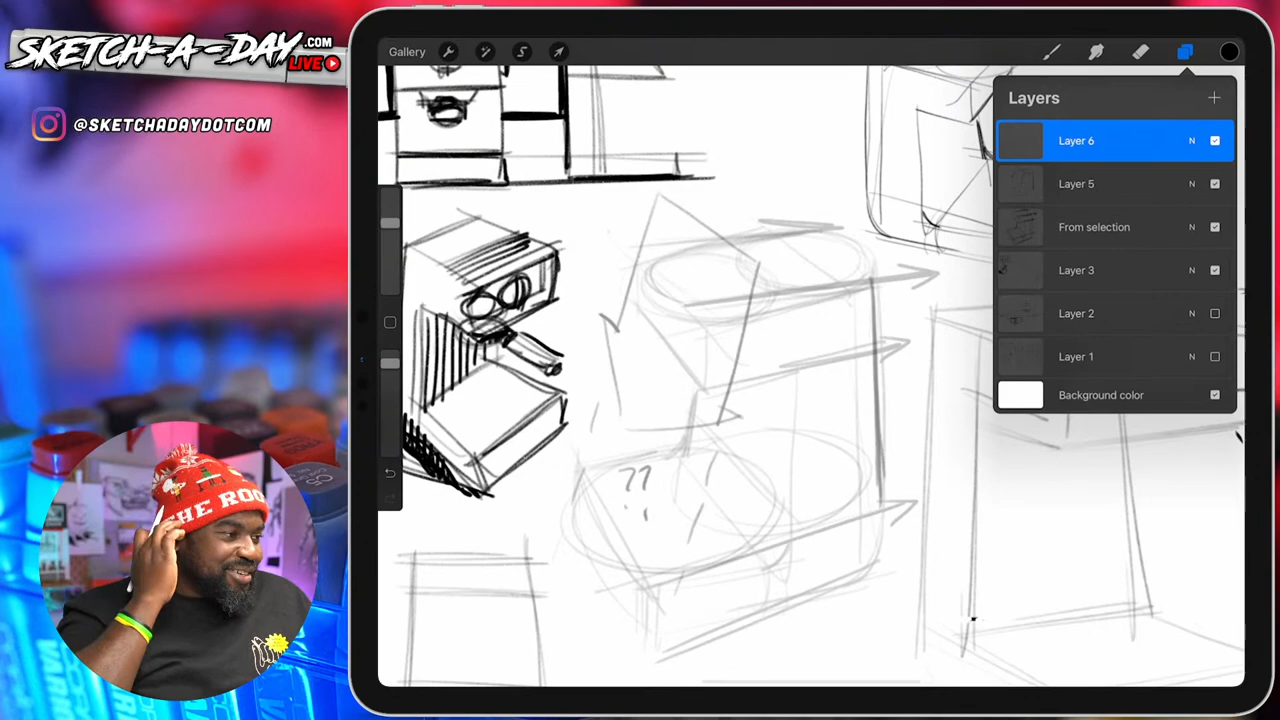 SKETCH-A-DAY.COM
LIVE
@SKETCHADAYDOTCOM
Gallery
Layers
Layer 6 N
Layer 5 N
From selection N
Layer 3 N
Layer 2 N
Layer 1 N
Background color
??
THE ROO